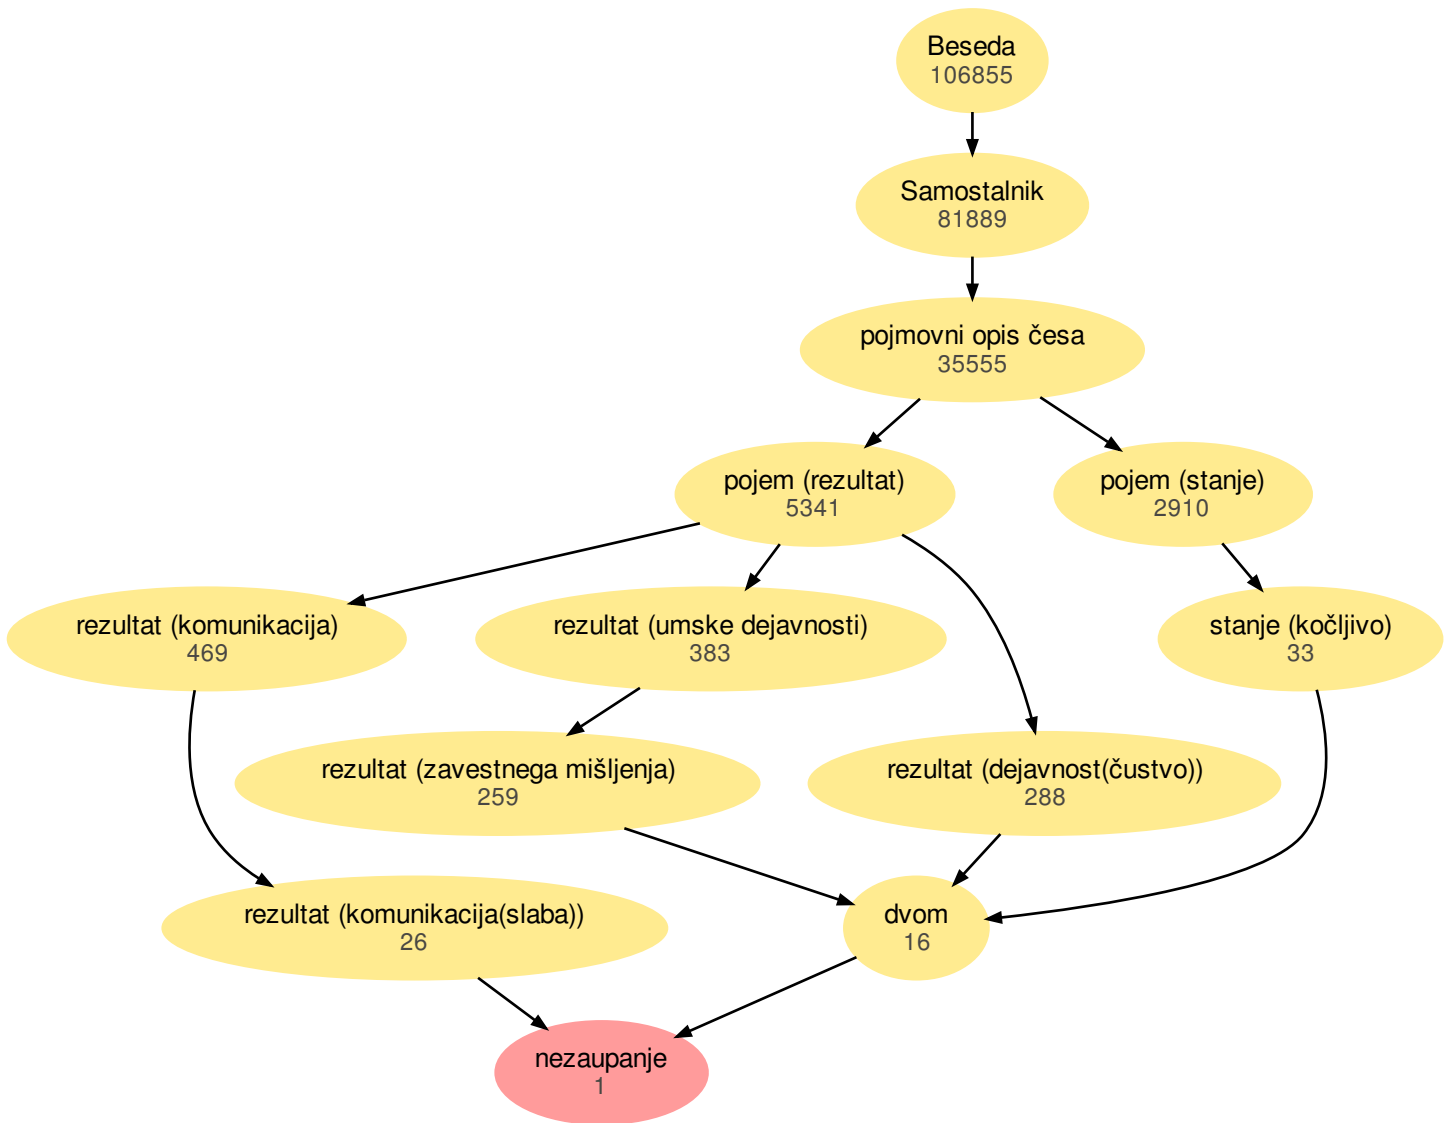 Beseda
106855
Samostalnik
81889
pojmovni opis česa
35555
pojem (rezultat)
5341
pojem (stanje)
2910
rezultat (komunikacija)
469
rezultat (umske dejavnosti)
383
stanje (kočljivo)
33
rezultat (zavestnega mišljenja)
259
rezultat (dejavnost(čustvo))
288
rezultat (komunikacija(slaba))
26
dvom
16
nezaupanje
1